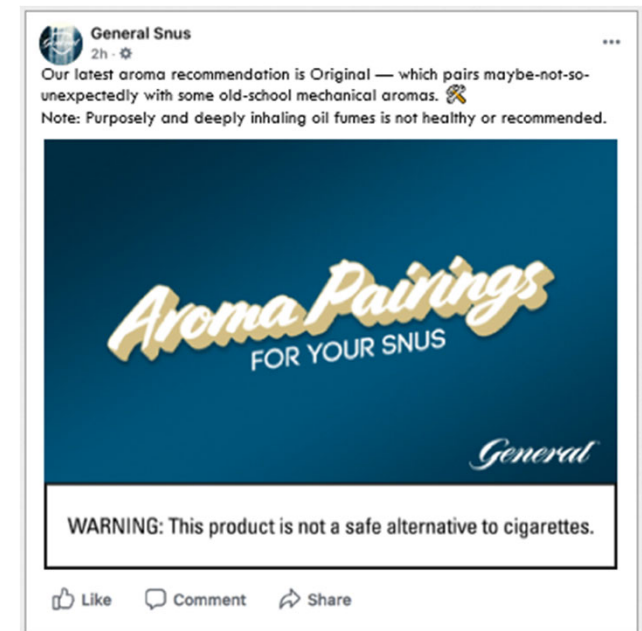 General Snus
2h
Our latest aroma recommendation is Original — which pairs maybe-not-so-
unexpectedly with some old-school mechanical aromas. 🛠️
Note: Purposely and deeply inhaling oil fumes is not healthy or recommended.
Aroma Pairings
FOR YOUR SNUS
General
WARNING: This product is not a safe alternative to cigarettes.
Like Comment Share